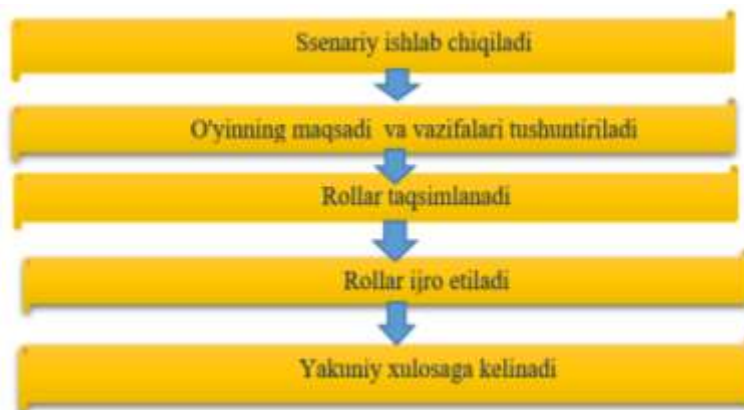 Ssenariy ishlab chiqiladi
O'yinning maqsadi va vazifalari tushuntiriladi
Rollar taqsimlanadi
Rollar ijro etiladi
Yakuniy xulosaga kelinadi